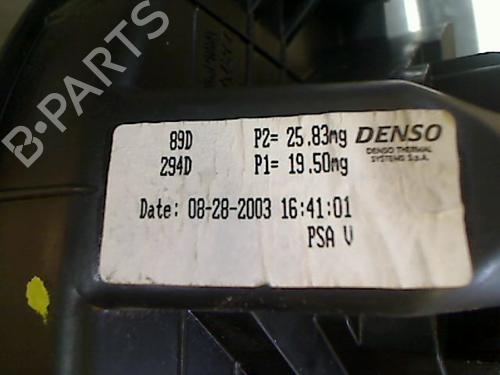 89D P2= 25.83mg DENSO
294D P1= 19.50mg DENSO THERMAL
SYSTEMS S.p.A.
Date: 08-28-2003 16:41:01
PSA V